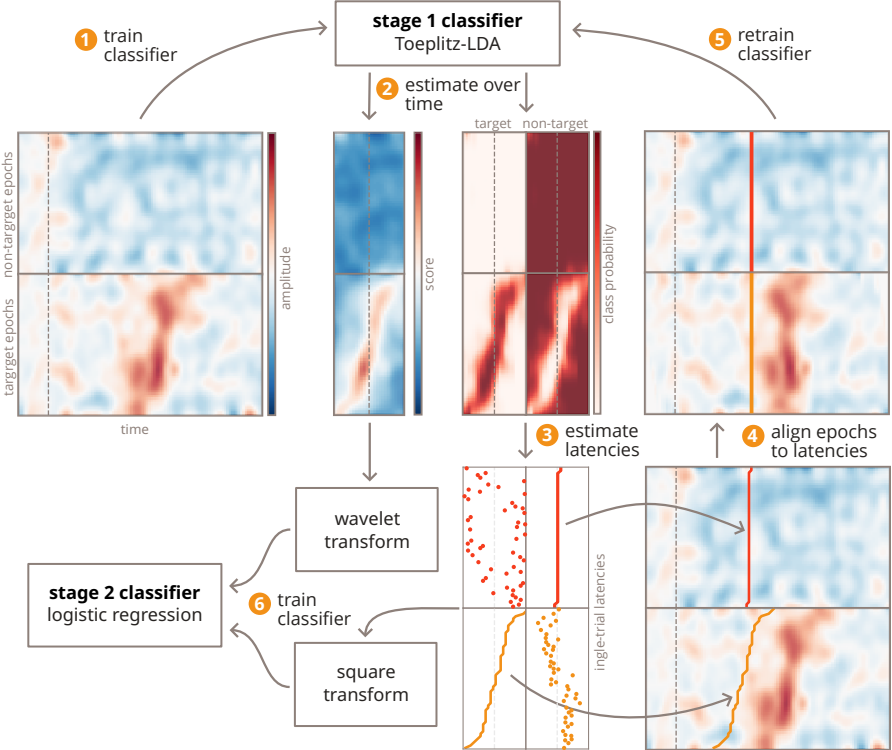 1 train
classifier
stage 1 classifier
Toeplitz-LDA
5 retrain
classifier
2 estimate over
time
target non-target
non-targrget epochs
targrget epochs
amplitude
score
class probability
time
3 estimate
latencies
4 align epochs
to latencies
wavelet
transform
stage 2 classifier
logistic regression
6 train
classifier
square
transform
ingle-trial latencies